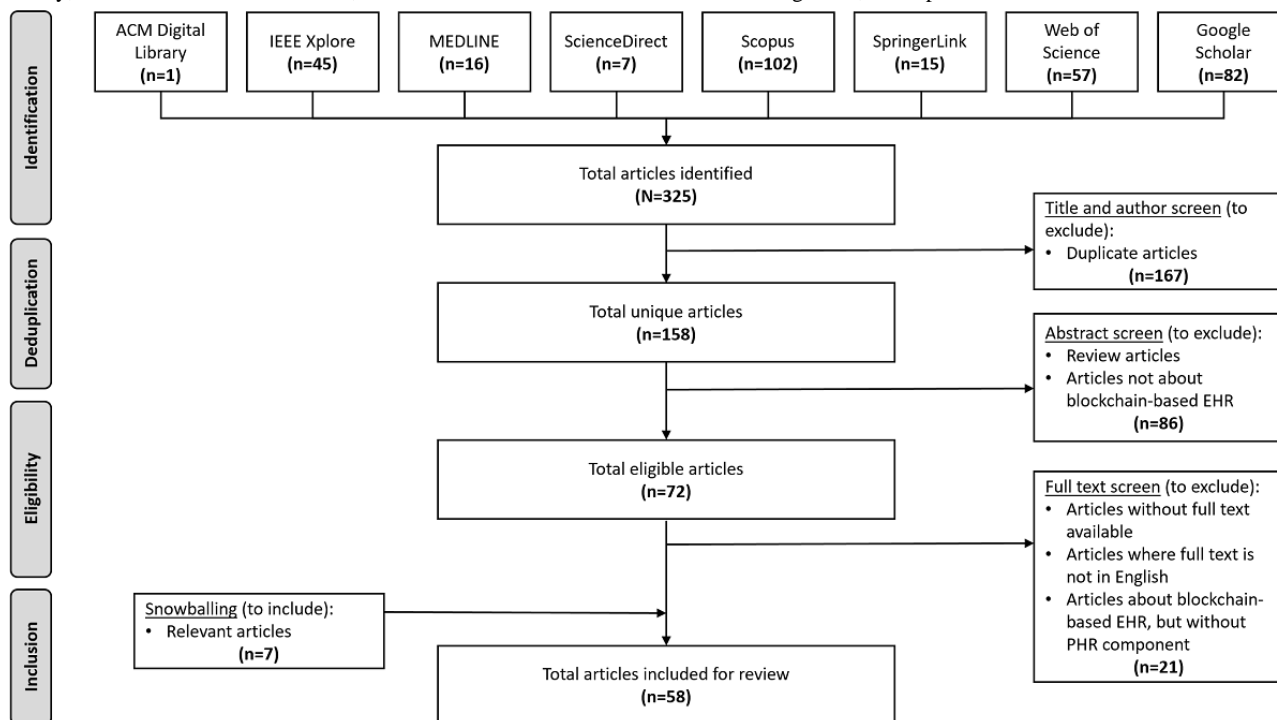 Identification
ACM Digital
Library
(n=1)
IEEE Xplore
(n=45)
MEDLINE
(n=16)
ScienceDirect
(n=7)
Scopus
(n=102)
SpringerLink
(n=15)
Web of
Science
(n=57)
Google
Scholar
(n=82)
Total articles identified
(N=325)
Title and author screen (to
exclude):
• Duplicate articles
(n=167)
Deduplication
Total unique articles
(n=158)
Abstract screen (to exclude):
• Review articles
• Articles not about
blockchain-based EHR
(n=86)
Eligibility
Total eligible articles
(n=72)
Full text screen (to exclude):
• Articles without full text
available
• Articles where full text is
not in English
• Articles about blockchain-
based EHR, but without
PHR component
(n=21)
Inclusion
Snowballing (to include):
• Relevant articles
(n=7)
Total articles included for review
(n=58)